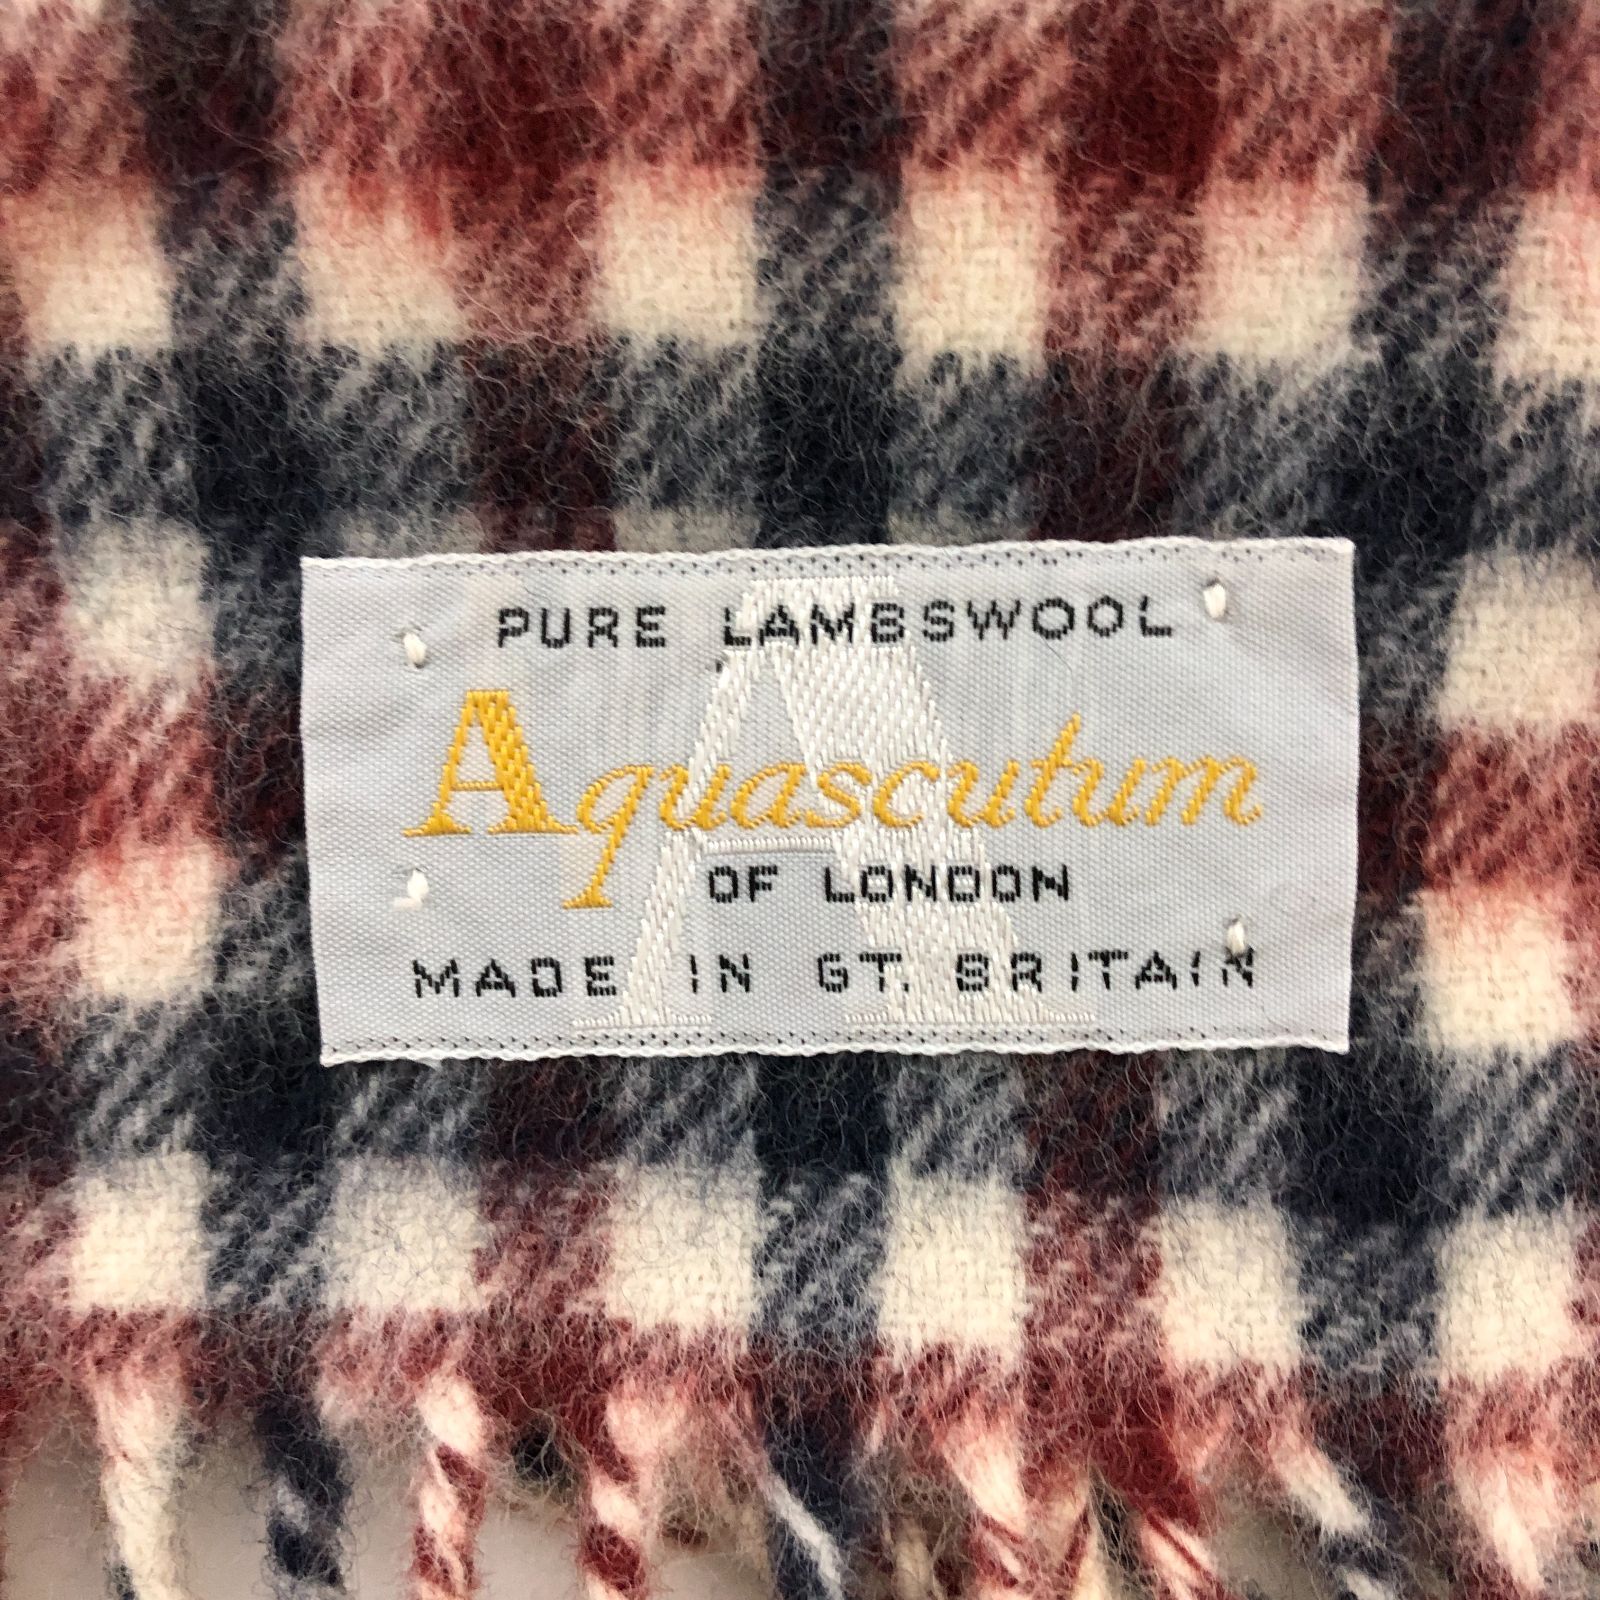 PURE LAMBSWOOL
Aquascutum
OF LONDON
MADE IN GT. BRITAIN